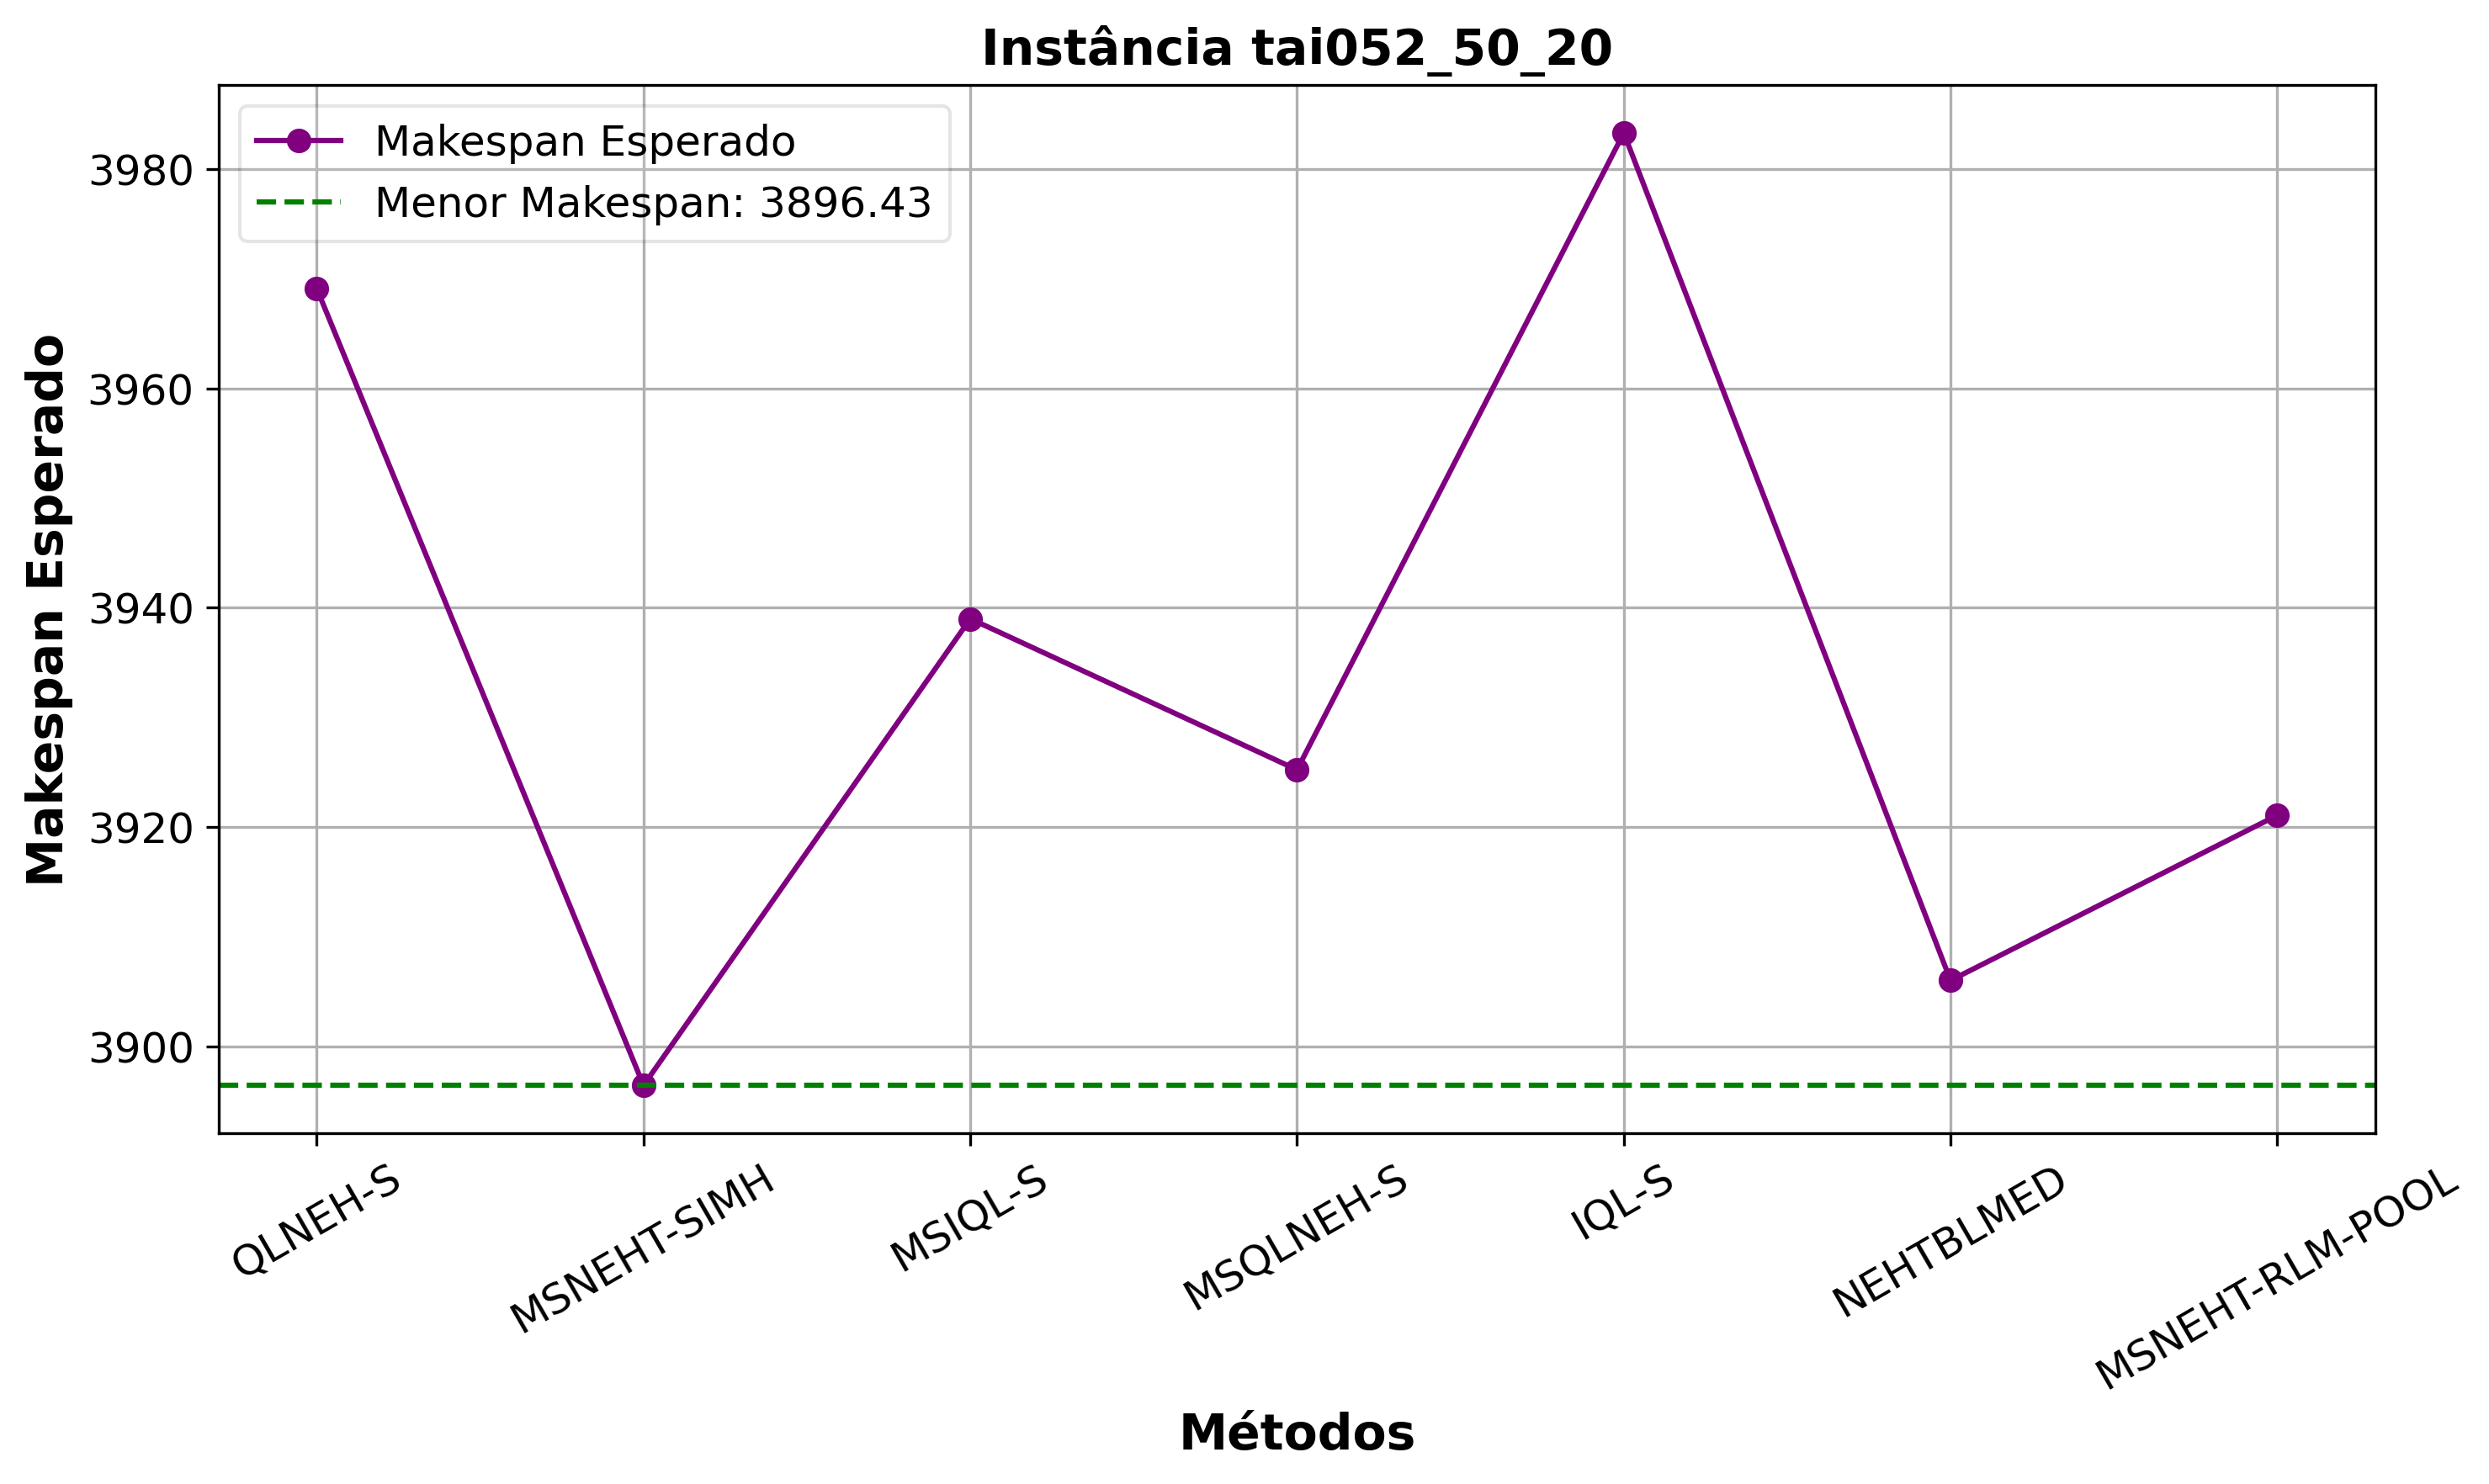 Instância tai052_50_20
Makespan Esperado
Menor Makespan: 3896.43
Makespan Esperado
3980
3960
3940
3920
3900
QLNEH-S
MSNEHT-SIMH
MSIQL-S
MSQLNEH-S
IQL-S
NEHTBLMED
MSNEHT-RLM-POOL
Métodos